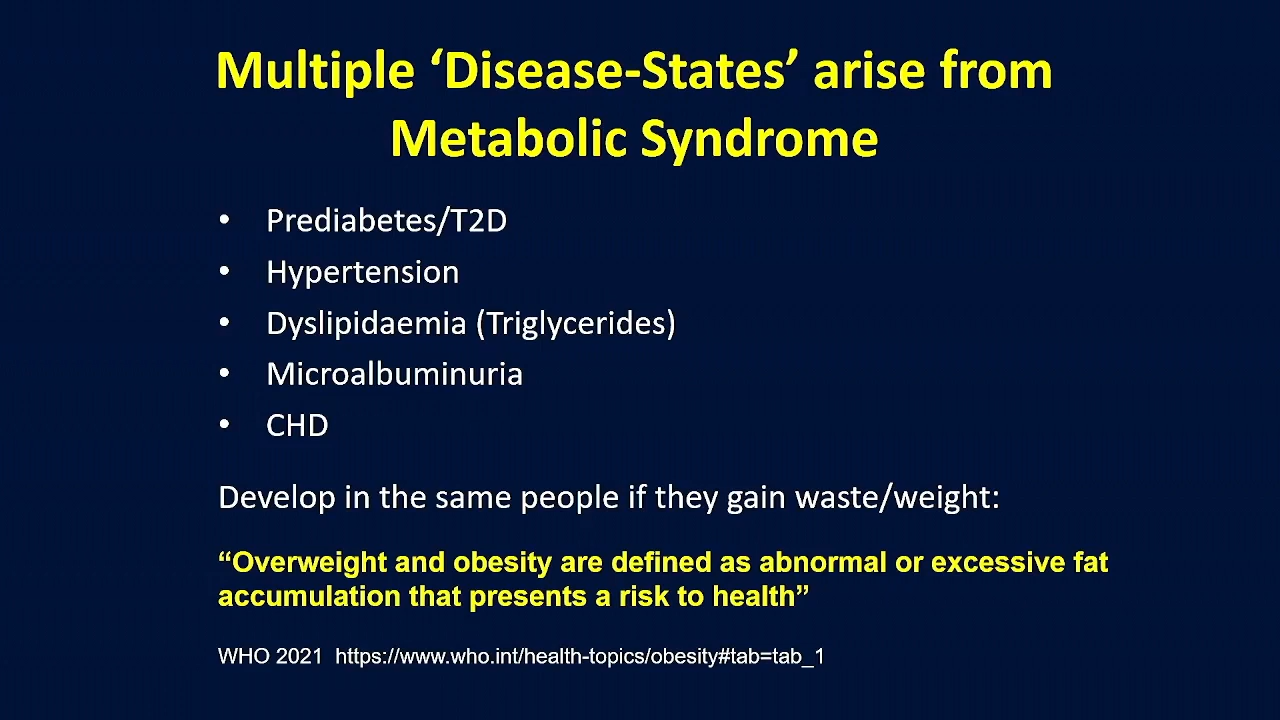 Multiple ‘Disease-States’ arise from
Metabolic Syndrome
• Prediabetes/T2D
• Hypertension
• Dyslipidaemia (Triglycerides)
• Microalbuminuria
• CHD
Develop in the same people if they gain waste/weight:
“Overweight and obesity are defined as abnormal or excessive fat
accumulation that presents a risk to health”
WHO 2021 https://www.who.int/health-topics/obesity#tab=tab_1